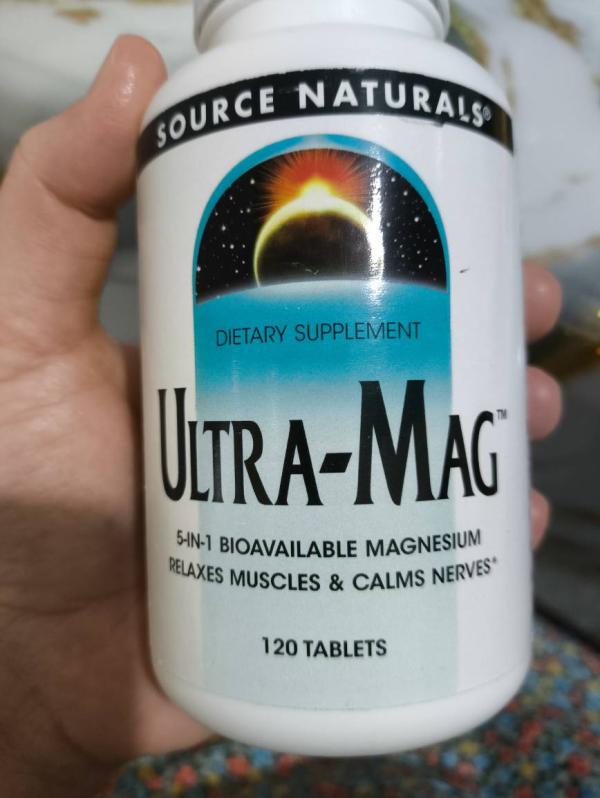 SOURCE NATURALS®
DIETARY SUPPLEMENT
ULTRA-MAG™
5-IN-1 BIOAVAILABLE MAGNESIUM
RELAXES MUSCLES & CALMS NERVES*
120 TABLETS